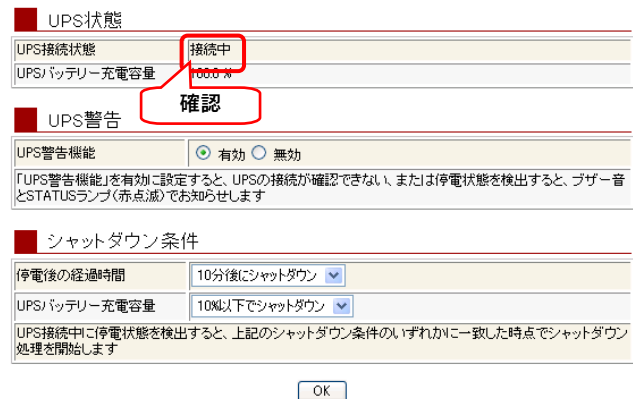 UPS状態
UPS接続状態 接続中
UPSバッテリー充電容量 100.0 %
確認
UPS警告
UPS警告機能 有効 無効
「UPS警告機能」を有効に設定すると、UPSの接続が確認できない、または停電状態を検出すると、ブザー音
とSTATUSランプ(赤点滅)でお知らせします
シャットダウン条件
停電後の経過時間 10分後にシャットダウン
UPSバッテリー充電容量 10%以下でシャットダウン
UPS接続中に停電状態を検出すると、上記のシャットダウン条件のいずれかに一致した時点でシャットダウン
処理を開始します
OK